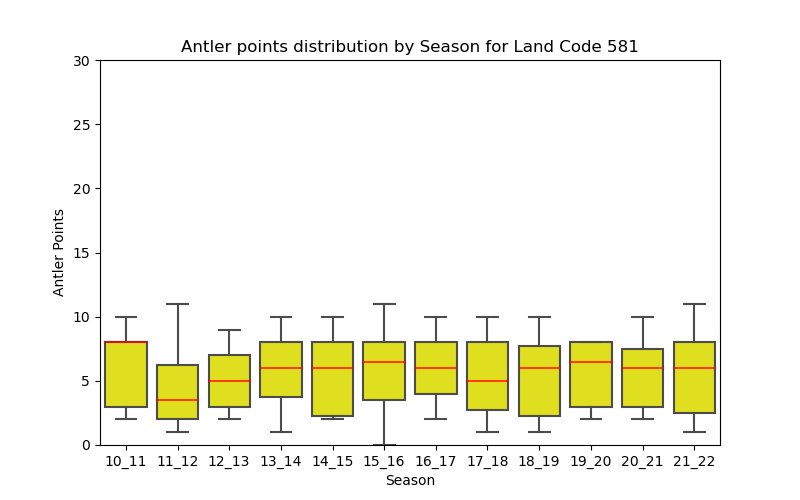 Antler points distribution by Season for Land Code 581
30
25
20
15
10
5
0
Antler Points
10_11 11_12 12_13 13_14 14_15 15_16 16_17 17_18 18_19 19_20 20_21 21_22
Season